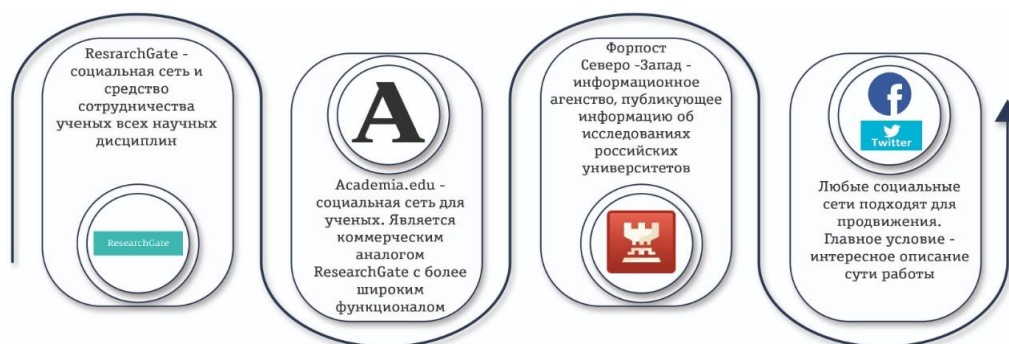 ResrarchGate -
социальная сеть и
средство
сотрудничества
ученых всех научных
дисциплин
ResearchGate
A
Academia.edu -
социальная сеть для
ученых. Является
коммерческим
аналогом
ResearchGate с более
широким
функционалом
Форпост
Северо -Запад -
информационное
агенство, публикующее
информацию об
исследованиях
российских
университетов
f
Twitter
Любые социальные
сети подходят для
продвижения.
Главное условие -
интересное описание
сути работы